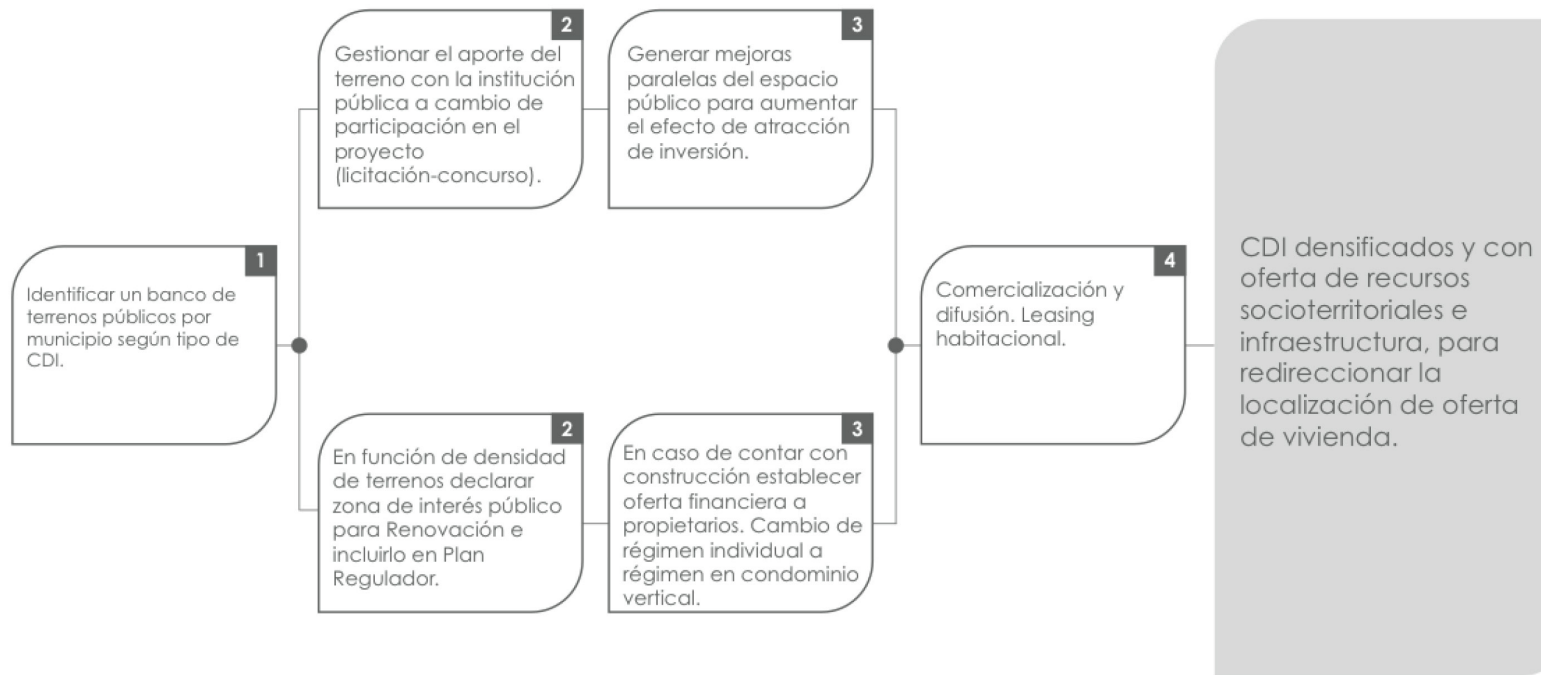 1
Identificar un banco de
terrenos públicos por
municipio según tipo de
CDI.
2
Gestionar el aporte del
terreno con la institución
pública a cambio de
participación en el
proyecto
(licitación-concurso).
3
Generar mejoras
paralelas del espacio
público para aumentar
el efecto de atracción
de inversión.
2
En función de densidad
de terrenos declarar
zona de interés público
para Renovación e
incluirlo en Plan
Regulador.
3
En caso de contar con
construcción establecer
oferta financiera a
propietarios. Cambio de
régimen individual a
régimen en condominio
vertical.
4
Comercialización y
difusión. Leasing
habitacional.
CDI densificados y con
oferta de recursos
socioterritoriales e
infraestructura, para
redireccionar la
localización de oferta
de vivienda.